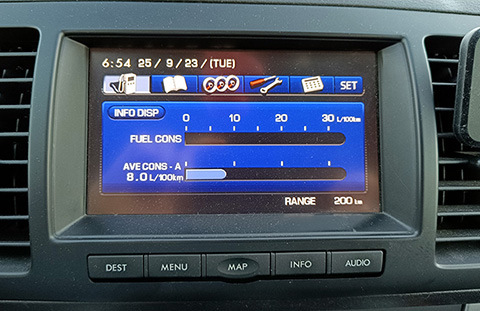 6:54 25/ 9/23/(TUE)
SET
INFO DISP
0 10 20 30 L/100km
FUEL CONS
AVE CONS - A
8.0 L/100km
RANGE 200 km
DEST MENU MAP INFO AUDIO